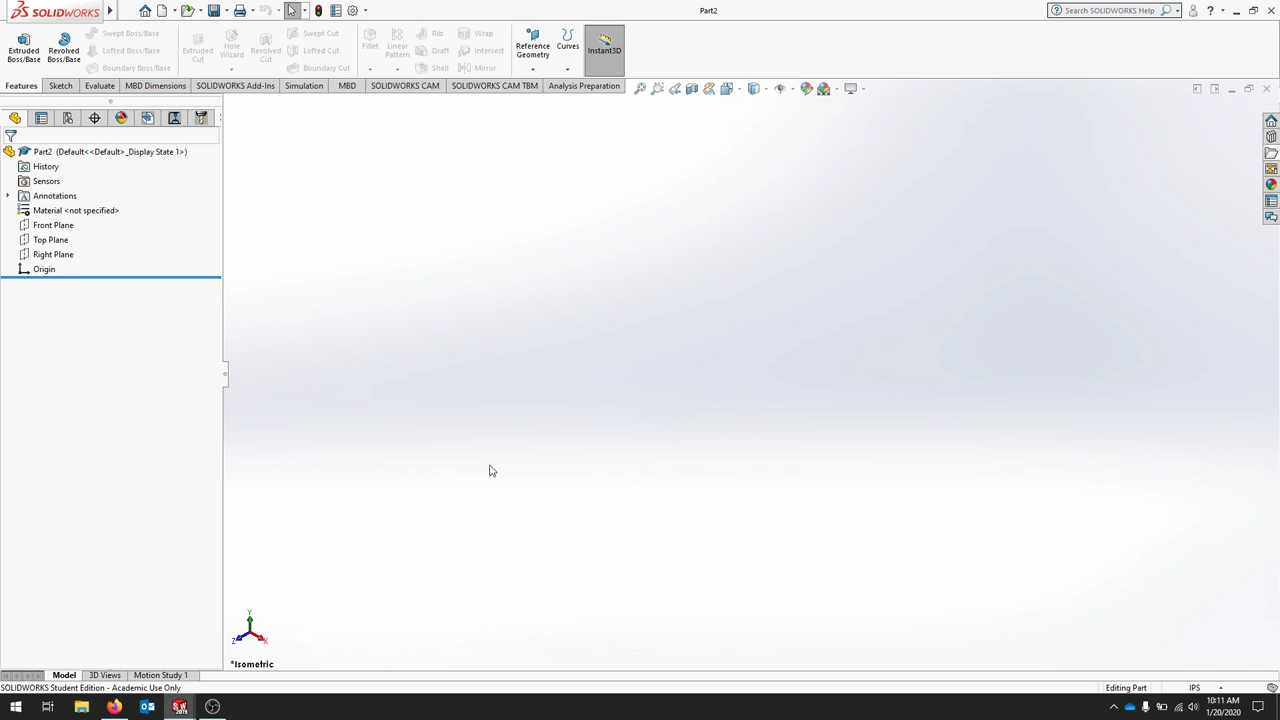 SOLIDWORKS
Part2
Search SOLIDWORKS Help
Extruded Boss/Base
Revolved Boss/Base
Swept Boss/Base
Lofted Boss/Base
Boundary Boss/Base
Extruded Cut
Hole Wizard
Revolved Cut
Swept Cut
Lofted Cut
Boundary Cut
Fillet
Linear Pattern
Rib
Draft
Shell
Wrap
Intersect
Mirror
Reference Geometry
Curves
Instant3D
Features
Sketch
Evaluate
MBD Dimensions
SOLIDWORKS Add-Ins
Simulation
MBD
SOLIDWORKS CAM
SOLIDWORKS CAM TBM
Analysis Preparation
Part2 (Default<<Default>_Display State 1>)
History
Sensors
Annotations
Material <not specified>
Front Plane
Top Plane
Right Plane
Origin
Y
Z
X
*Isometric
Model
3D Views
Motion Study 1
SOLIDWORKS Student Edition - Academic Use Only
Editing Part
IPS
10:11 AM
1/20/2020